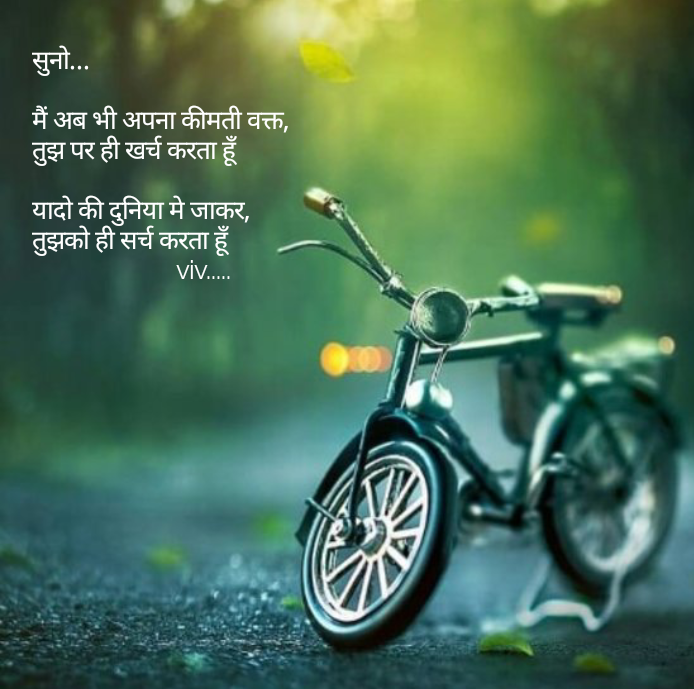 सुनो...
मैं अब भी अपना कीमती वक्त,
तुझ पर ही खर्च करता हूँ
यादो की दुनिया मे जाकर,
तुझको ही सर्च करता हूँ
viv.....